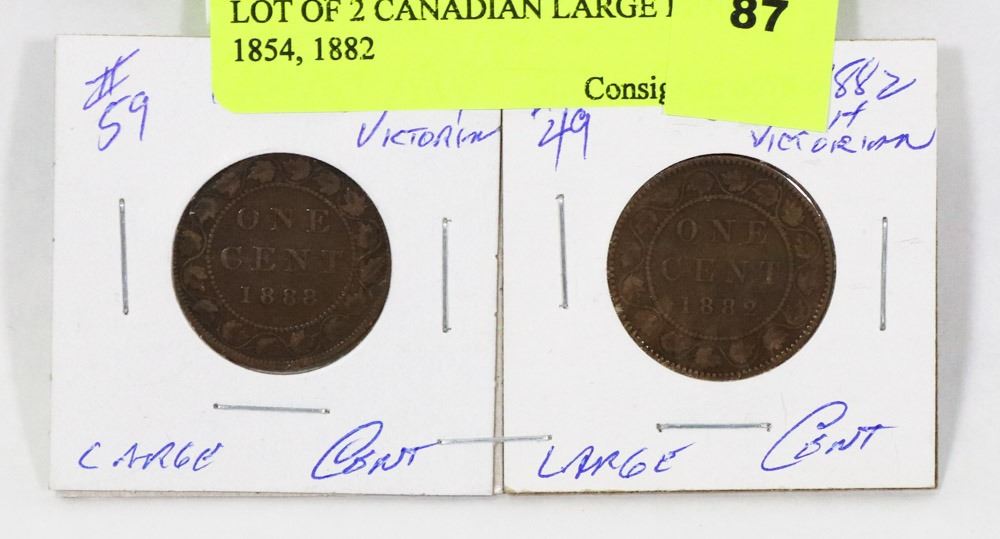 LOT OF 2 CANADIAN LARGE
1854, 1882
87
Consig
#
59
VICTORIAN
ONE
CENT
1888
LARGE CENT
49
1882
H
VICTORIAN
ONE
CENT
1882
LARGE CENT